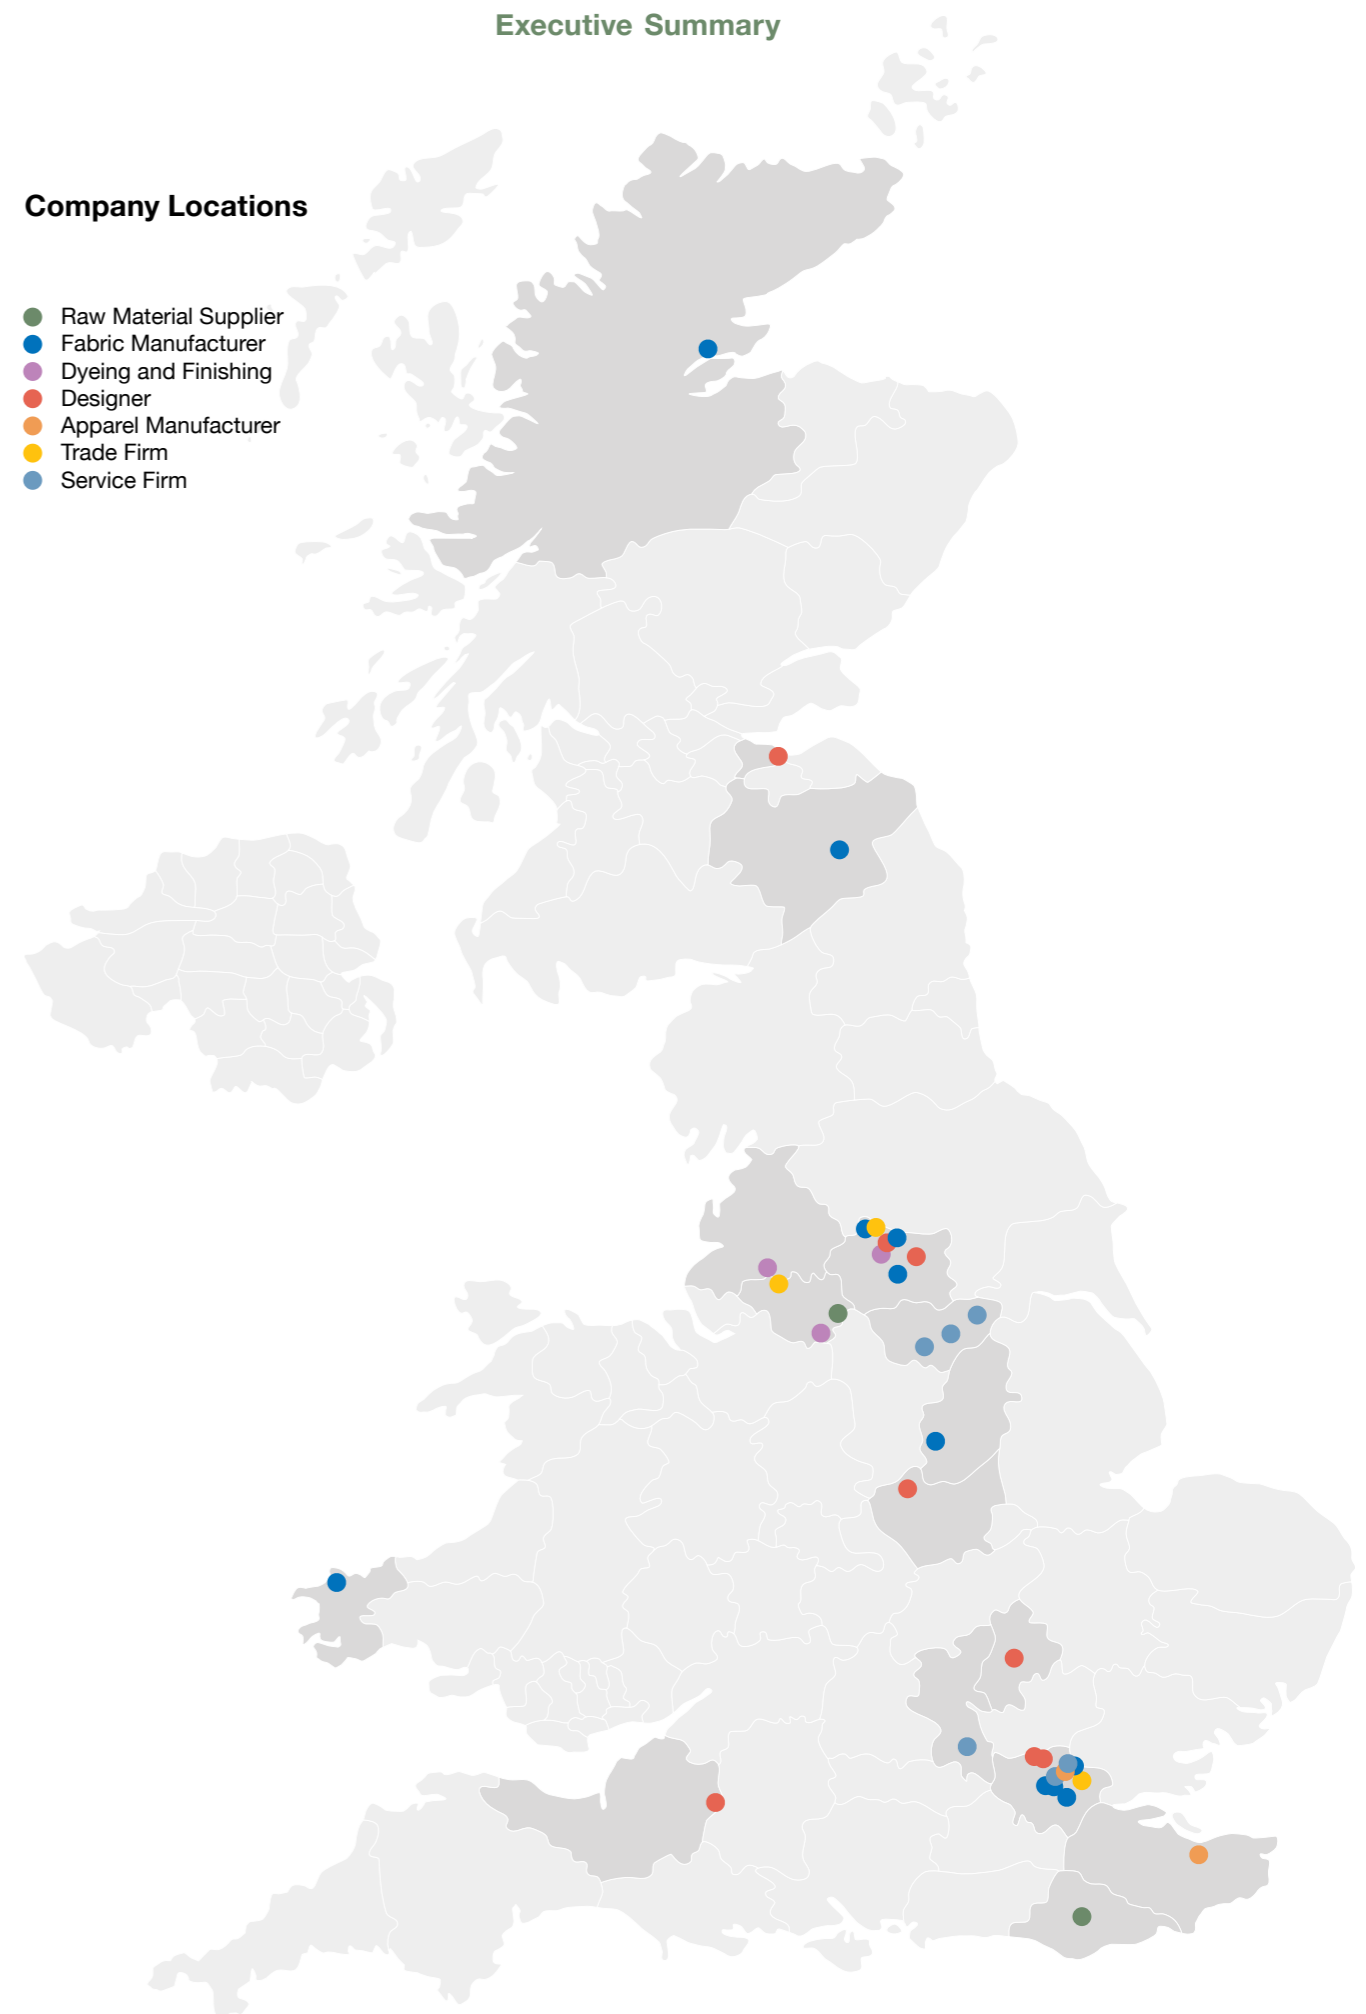 Executive Summary
Company Locations
Raw Material Supplier
Fabric Manufacturer
Dyeing and Finishing
Designer
Apparel Manufacturer
Trade Firm
Service Firm